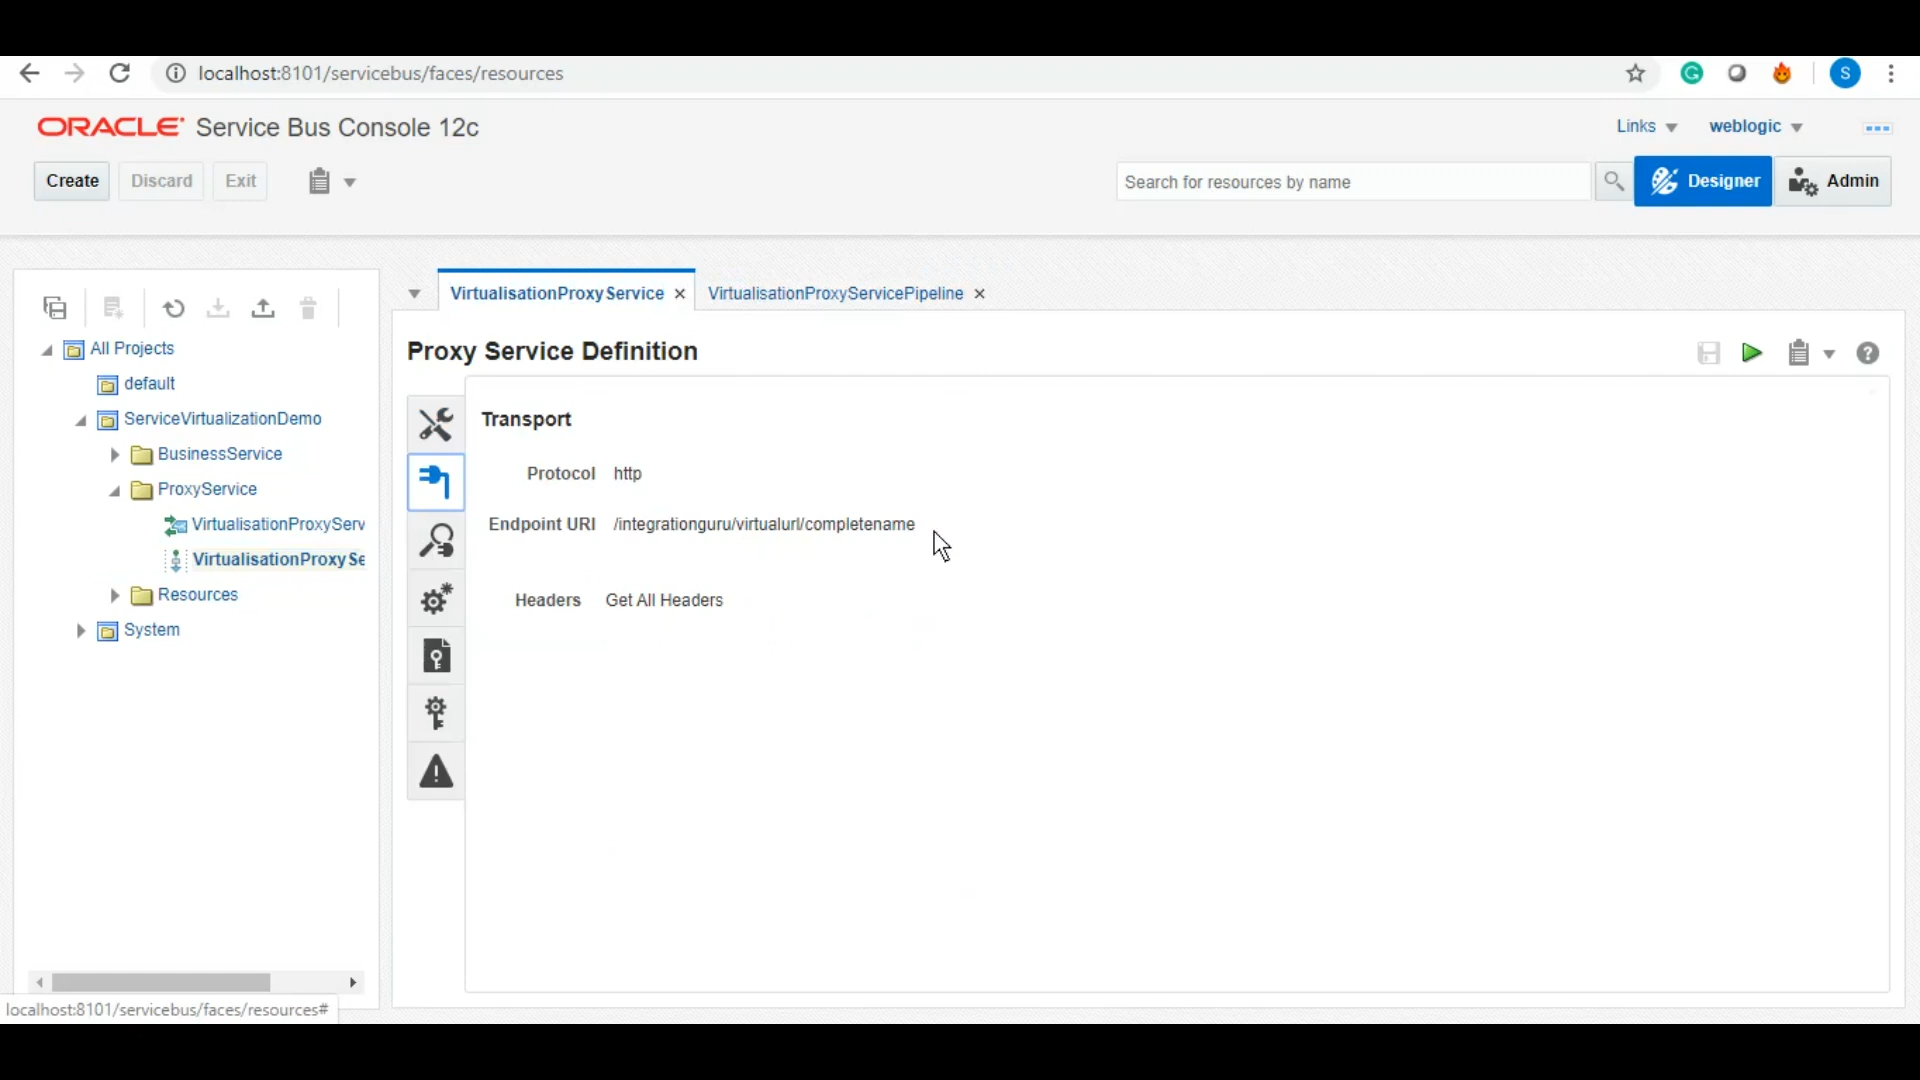 localhost:8101/servicebus/faces/resources
S
ORACLE Service Bus Console 12c
Links
weblogic
Create
Discard
Exit
Search for resources by name
Designer
Admin
VirtualisationProxyService
VirtualisationProxyServicePipeline
All Projects
default
ServiceVirtualizationDemo
BusinessService
ProxyService
VirtualisationProxyServ
VirtualisationProxySe
Resources
System
Proxy Service Definition
Transport
Protocol http
Endpoint URI /integrationguru/virtualurl/completename
Headers Get All Headers
localhost:8101/servicebus/faces/resources#